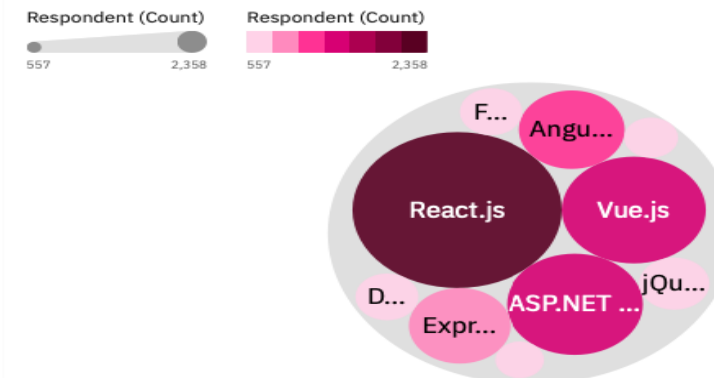 Respondent (Count) Respondent (Count)
557 2,358 557 2,358
F...
Angu...
React.js
Vue.js
D...
jQu...
ASP.NET ...
Expr...